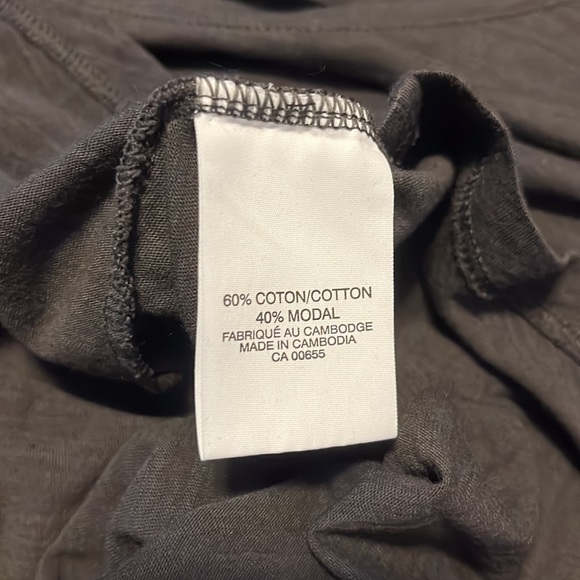 60% COTON/COTTON
40% MODAL
FABRIQUÉ AU CAMBODGE
MADE IN CAMBODIA
CA 00655